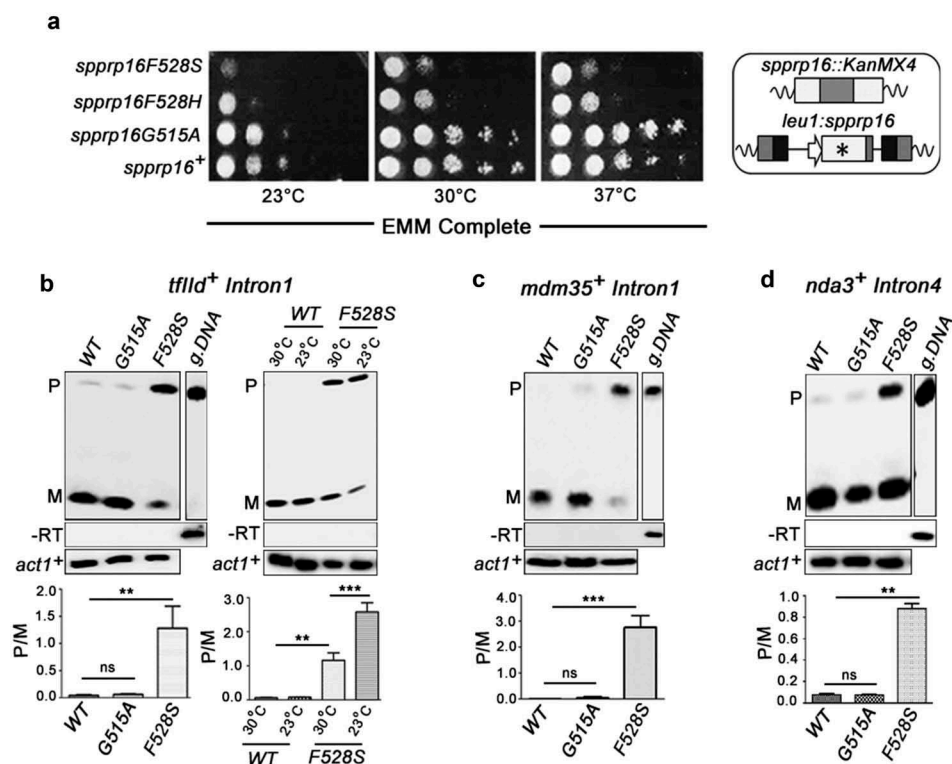 a
spprp16F528S
spprp16F528H
spprp16G515A
spprp16+
23°C 30°C 37°C
EMM Complete
spprp16::KanMX4
leu1:spprp16
*
b
tfIId+ Intron1
WT G515A F528S g.DNA
P
M
-RT
act1+
P/M
2.0
1.5
1.0
0.5
0.0
**
ns
WT G515A F528S
WT F528S
30°C 23°C 30°C 23°C
P/M
3.0
2.0
1.0
0.0
** ***
30°C 23°C 30°C 23°C
WT F528S
c
mdm35+ Intron1
WT G515A F528S g.DNA
P
M
-RT
act1+
P/M
4.0
3.0
2.0
1.0
0.0
***
ns
WT G515A F528S
d
nda3+ Intron4
WT G515A F528S g.DNA
P
M
-RT
act1+
P/M
1.0
0.8
0.6
0.4
0.2
0.0
**
ns
WT G515A F528S